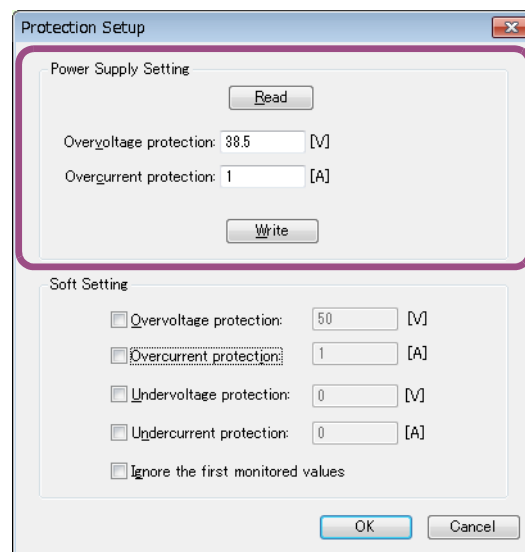 Protection Setup
Power Supply Setting
Read
Overvoltage protection: 38.5 [V]
Overcurrent protection: 1 [A]
Write
Soft Setting
Overvoltage protection: 50 [V]
Overcurrent protection: 1 [A]
Undervoltage protection: 0 [V]
Undercurrent protection: 0 [A]
Ignore the first monitored values
OK Cancel